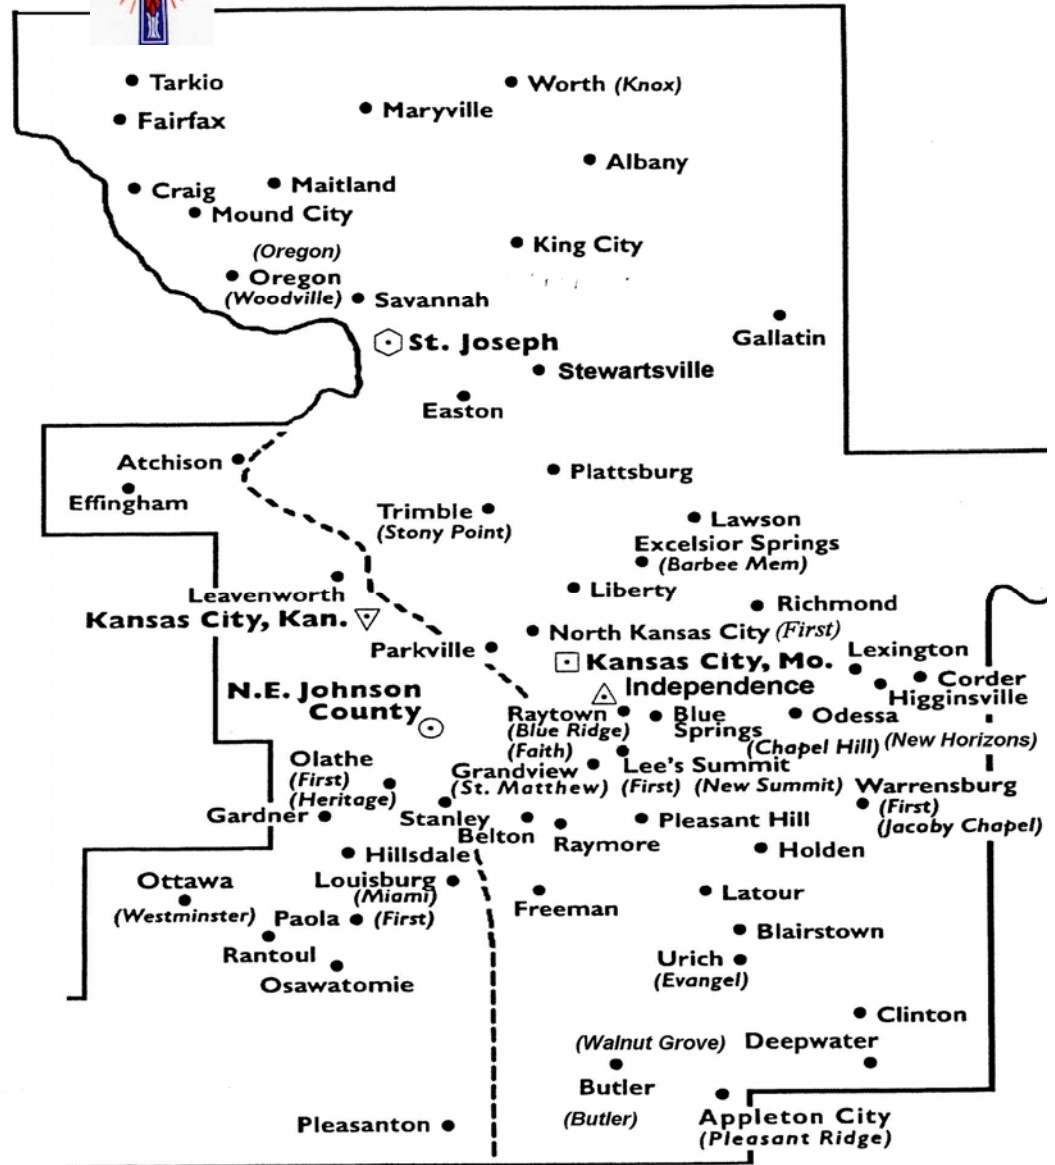 Tarkio
Worth (Knox)
Maryville
Fairfax
Albany
Craig
Maitland
Mound City
King City
(Oregon)
Oregon
(Woodville)
Savannah
Gallatin
St. Joseph
Stewartsville
Easton
Atchison
Effingham
Plattsburg
Trimble
(Stony Point)
Lawson
Excelsior Springs
(Barbee Mem)
Leavenworth
Liberty
Richmond
Kansas City, Kan.
North Kansas City (First)
Parkville
Kansas City, Mo.
Lexington
Corder
Higginsville
N.E. Johnson
County
Independence
Raytown
(Blue Ridge)
(Faith)
Blue
Springs
Odessa
(Chapel Hill)
(New Horizons)
Olathe
(First)
(Heritage)
Grandview
(St. Matthew)
Lee's Summit
(First) (New Summit)
Warrensburg
(First)
(Jacoby Chapel)
Gardner
Stanley
Belton
Raymore
Pleasant Hill
Holden
Hillsdale
Ottawa
(Westminster)
Louisburg
(Miami)
Paola
(First)
Freeman
Latour
Rantoul
Blairstown
Osawatomie
Urich
(Evangel)
Clinton
(Walnut Grove)
Deepwater
Butler
(Butler)
Appleton City
(Pleasant Ridge)
Pleasanton